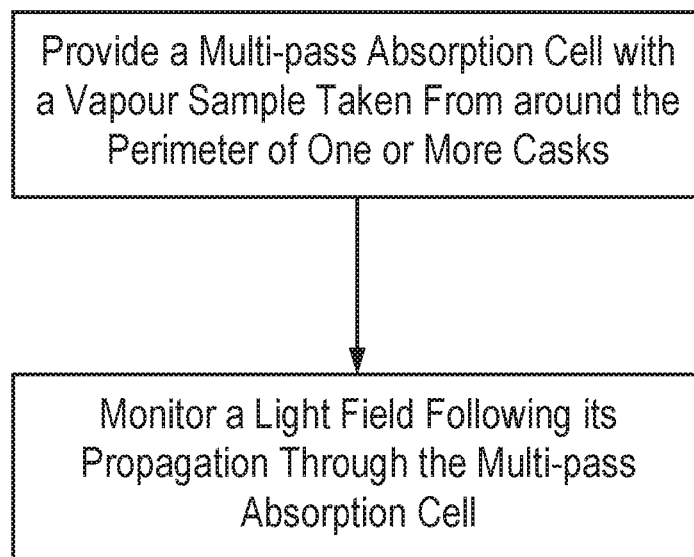 Provide a Multi-pass Absorption Cell with
a Vapour Sample Taken From around the
Perimeter of One or More Casks
Monitor a Light Field Following its
Propagation Through the Multi-pass
Absorption Cell